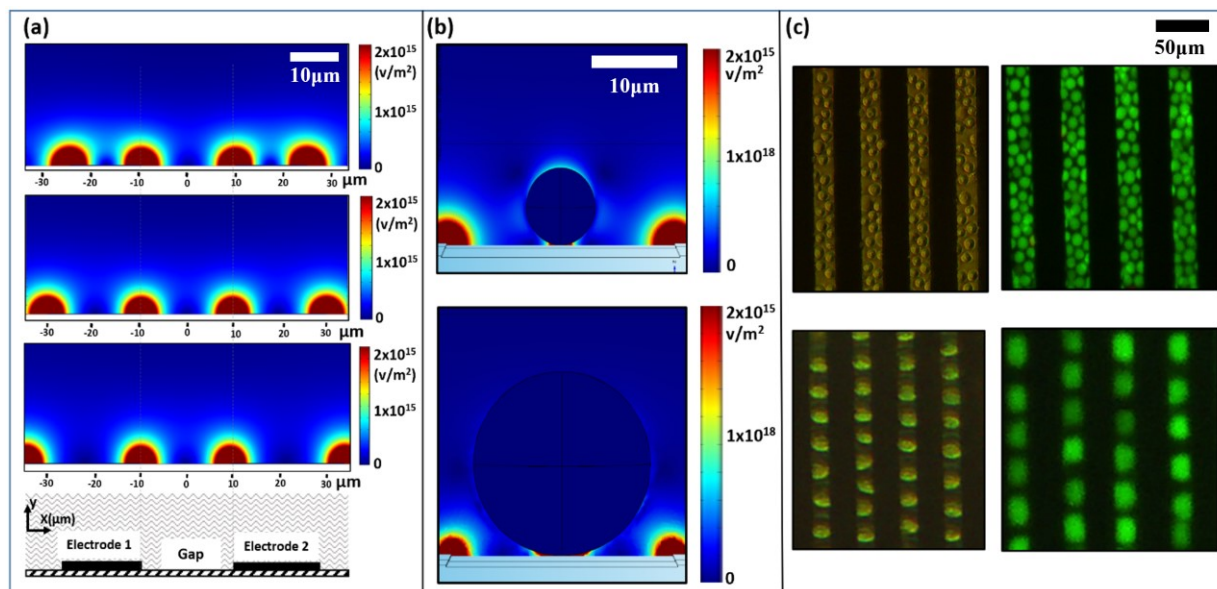 (a)
2x10¹⁵
(v/m²)
10μm
1x10¹⁵
0
-30 -20 -10 0 10 20 30 μm
2x10¹⁵
(v/m²)
1x10¹⁵
0
-30 -20 -10 0 10 20 30 μm
2x10¹⁵
(v/m²)
1x10¹⁵
0
-30 -20 -10 0 10 20 30 μm
y
X(μm)
Electrode 1
Gap
Electrode 2
(b)
2x10¹⁵
v/m²
10μm
1x10¹⁸
0
2x10¹⁵
v/m²
1x10¹⁸
0
(c)
50μm